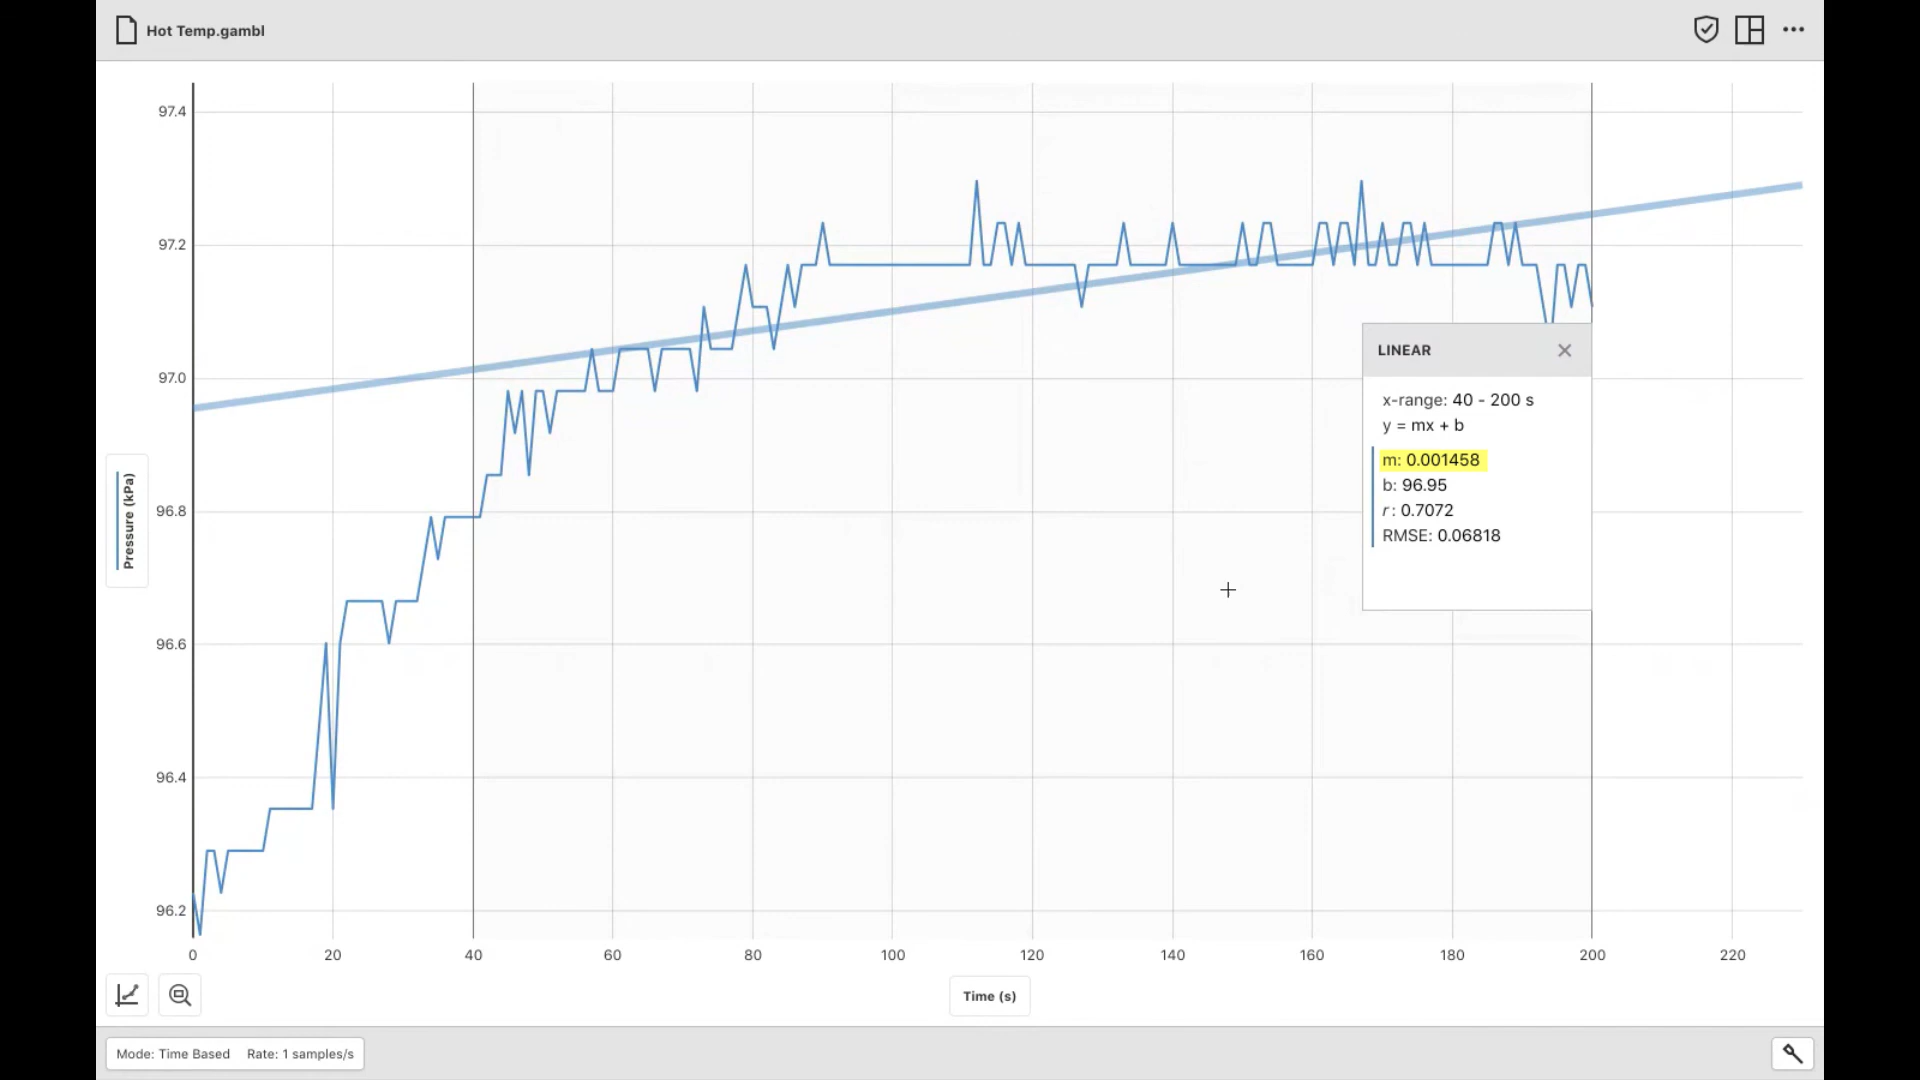 Hot Temp.gambl
97.4
97.2
97.0
96.8
96.6
96.4
96.2
Pressure (kPa)
LINEAR
x-range: 40 - 200 s
y = mx + b
m: 0.001458
b: 96.95
r: 0.7072
RMSE: 0.06818
0 20 40 60 80 100 120 140 160 180 200 220
Time (s)
Mode: Time Based Rate: 1 samples/s